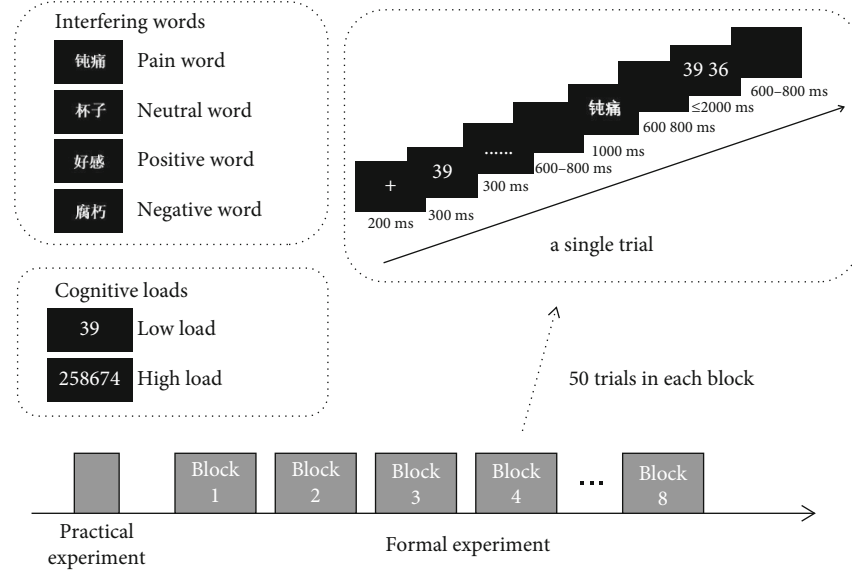 Interfering words
钝痛 Pain word
杯子 Neutral word
好感 Positive word
腐朽 Negative word
Cognitive loads
39 Low load
258674 High load
+
200 ms
39
300 ms
......
300 ms
600–800 ms
钝痛
1000 ms
600 800 ms
39 36
≤2000 ms
600–800 ms
a single trial
50 trials in each block
Block
1
Block
2
Block
3
Block
4
...
Block
8
Practical
experiment
Formal experiment